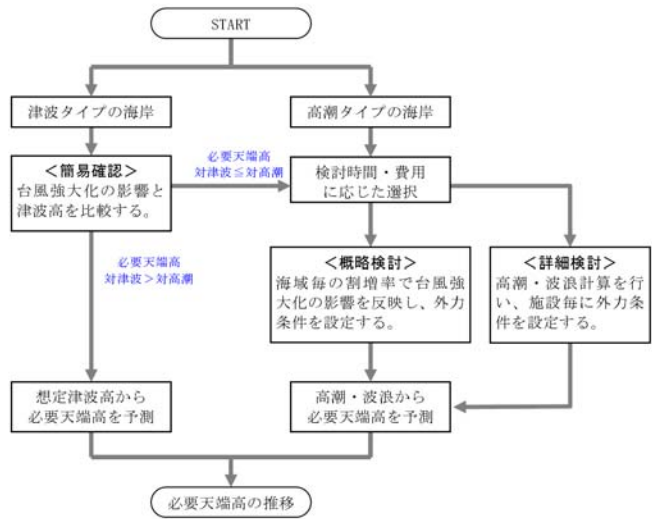 START
津波タイプの海岸
高潮タイプの海岸
＜簡易確認＞
台風強大化の影響と
津波高を比較する。
必要天端高
対津波≦対高潮
検討時間・費用
に応じた選択
必要天端高
対津波＞対高潮
＜概略検討＞
海域毎の割増率で台風強
大化の影響を反映し、外力
条件を設定する。
＜詳細検討＞
高潮・波浪計算を行
い、施設毎に外力条
件を設定する。
想定津波高から
必要天端高を予測
高潮・波浪から
必要天端高を予測
必要天端高の推移